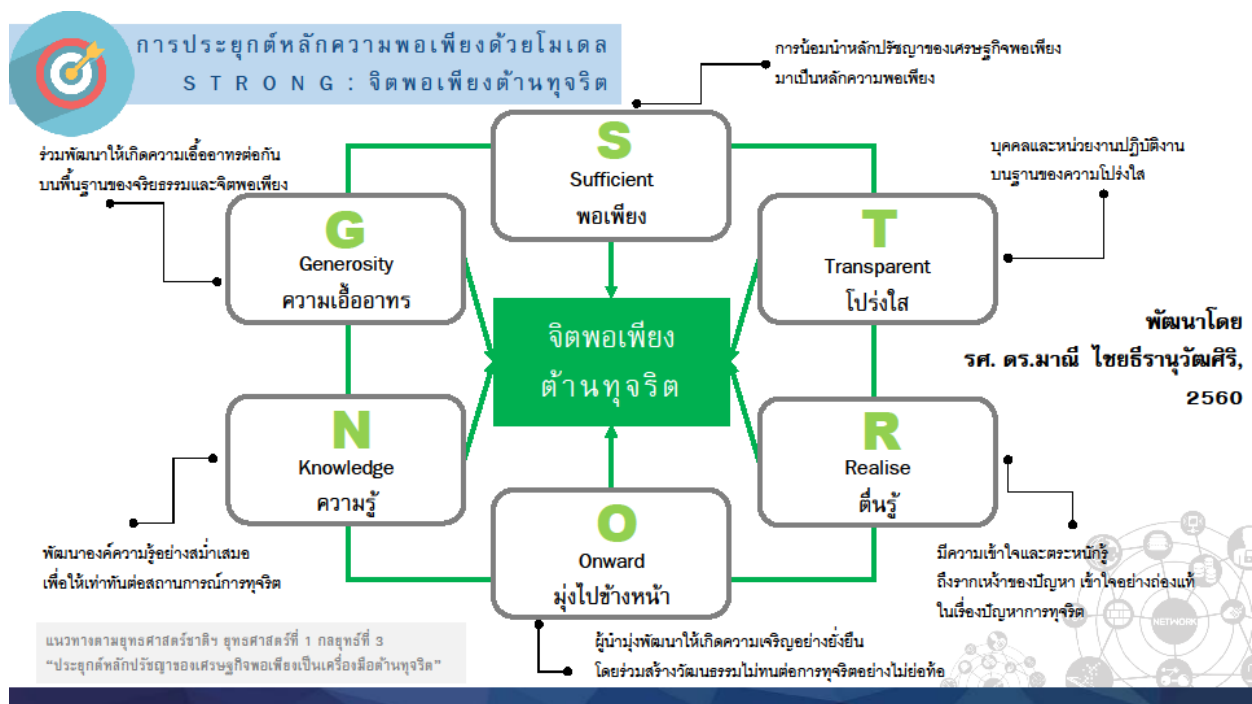 การประยุกต์หลักความพอเพียงด้วยโมเดล
S T R O N G : จิตพอเพียงต้านทุจริต
การน้อมนำหลักปรัชญาของเศรษฐกิจพอเพียง
มาเป็นหลักความพอเพียง
S
Sufficient
พอเพียง
บุคคลและหน่วยงานปฏิบัติงาน
บนฐานของความโปร่งใส
T
Transparent
โปร่งใส
ร่วมพัฒนาให้เกิดความเอื้ออาทรต่อกัน
บนพื้นฐานของจริยธรรมและจิตพอเพียง
G
Generosity
ความเอื้ออาทร
จิตพอเพียง
ต้านทุจริต
พัฒนาโดย
รศ. ดร.มาณี ไชยธีรานุวัฒศิริ,
2560
N
Knowledge
ความรู้
R
Realise
ตื่นรู้
O
Onward
มุ่งไปข้างหน้า
พัฒนาองค์ความรู้อย่างสม่ำเสมอ
เพื่อให้เท่าทันต่อสถานการณ์การทุจริต
มีความเข้าใจและตระหนักรู้
ถึงรากเหง้าของปัญหา เข้าใจอย่างถ่องแท้
ในเรื่องปัญหาการทุจริต
ผู้นำมุ่งพัฒนาให้เกิดความเจริญอย่างยั่งยืน
โดยร่วมสร้างวัฒนธรรมไม่ทนต่อการทุจริตอย่างไม่ย่อท้อ
แนวทางตามยุทธศาสตร์ชาติฯ ยุทธศาสตร์ที่ 1 กลยุทธ์ที่ 3
“ประยุกต์หลักปรัชญาของเศรษฐกิจพอเพียงเป็นเครื่องมือต้านทุจริต”
NETWORK